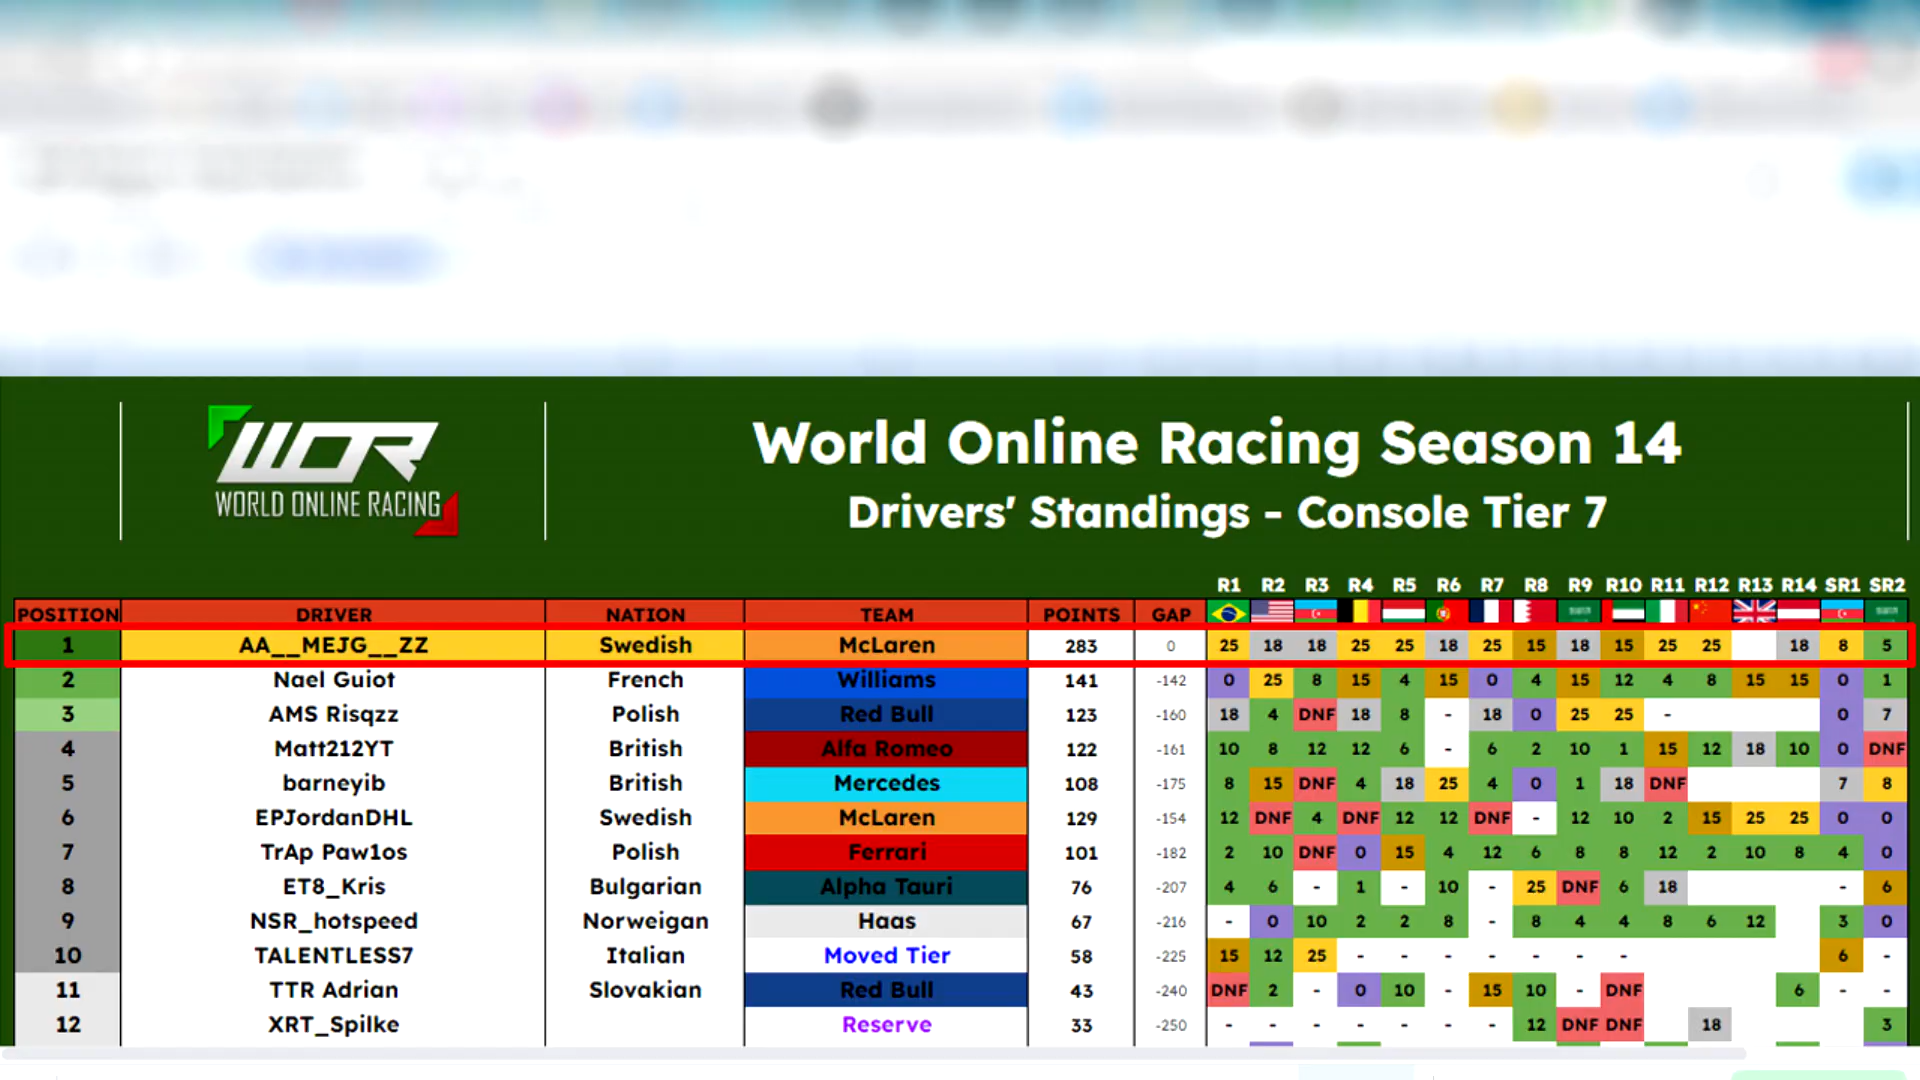 WOR
WORLD ONLINE RACING
World Online Racing Season 14
Drivers' Standings - Console Tier 7
R1 R2 R3 R4 R5 R6 R7 R8 R9 R10 R11 R12 R13 R14 SR1 SR2
POSITION DRIVER NATION TEAM POINTS GAP
1 AA__MEJG__ZZ Swedish McLaren 283 0 25 18 18 25 25 18 25 15 18 15 25 25 18 8 5
2 Nael Guiot French Williams 141 -142 0 25 8 15 4 15 0 4 15 12 4 8 15 15 0 1
3 AMS Risqzz Polish Red Bull 123 -160 18 4 DNF 18 8 - 18 0 25 25 - 0 7
4 Matt212YT British Alfa Romeo 122 -161 10 8 12 12 6 - 6 2 10 1 15 12 18 10 0 DNF
5 barneyib British Mercedes 108 -175 8 15 DNF 4 18 25 4 0 1 18 DNF 7 8
6 EPJordanDHL Swedish McLaren 129 -154 12 DNF 4 DNF 12 12 DNF - 12 10 2 15 25 25 0 0
7 TrAp Paw1os Polish Ferrari 101 -182 2 10 DNF 0 15 4 12 6 8 8 12 2 10 8 4 0
8 ET8_Kris Bulgarian Alpha Tauri 76 -207 4 6 - 1 - 10 - 25 DNF 6 18 - 6
9 NSR_hotspeed Norweigan Haas 67 -216 - 0 10 2 2 8 - 8 4 4 8 6 12 3 0
10 TALENTLESS7 Italian Moved Tier 58 -225 15 12 25 - - - - - - - 6 -
11 TTR Adrian Slovakian Red Bull 43 -240 DNF 2 - 0 10 - 15 10 - DNF 6 - -
12 XRT_Spilke Reserve 33 -250 - - - - - - - 12 DNF DNF 18 3